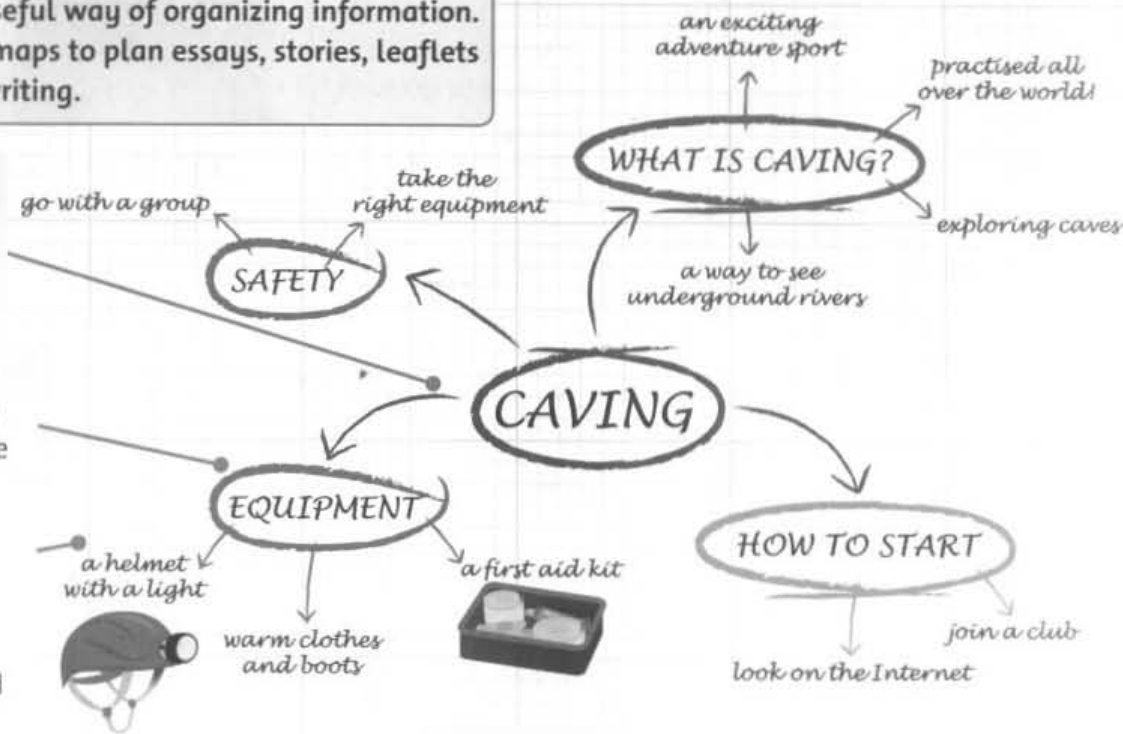 seful way of organizing information.
maps to plan essays, stories, leaflets
riting.
an exciting
adventure sport
practised all
over the world!
WHAT IS CAVING?
exploring caves
a way to see
underground rivers
go with a group
take the
right equipment
SAFETY
CAVING
e
EQUIPMENT
a helmet
with a light
warm clothes
and boots
a first aid kit
HOW TO START
join a club
look on the Internet